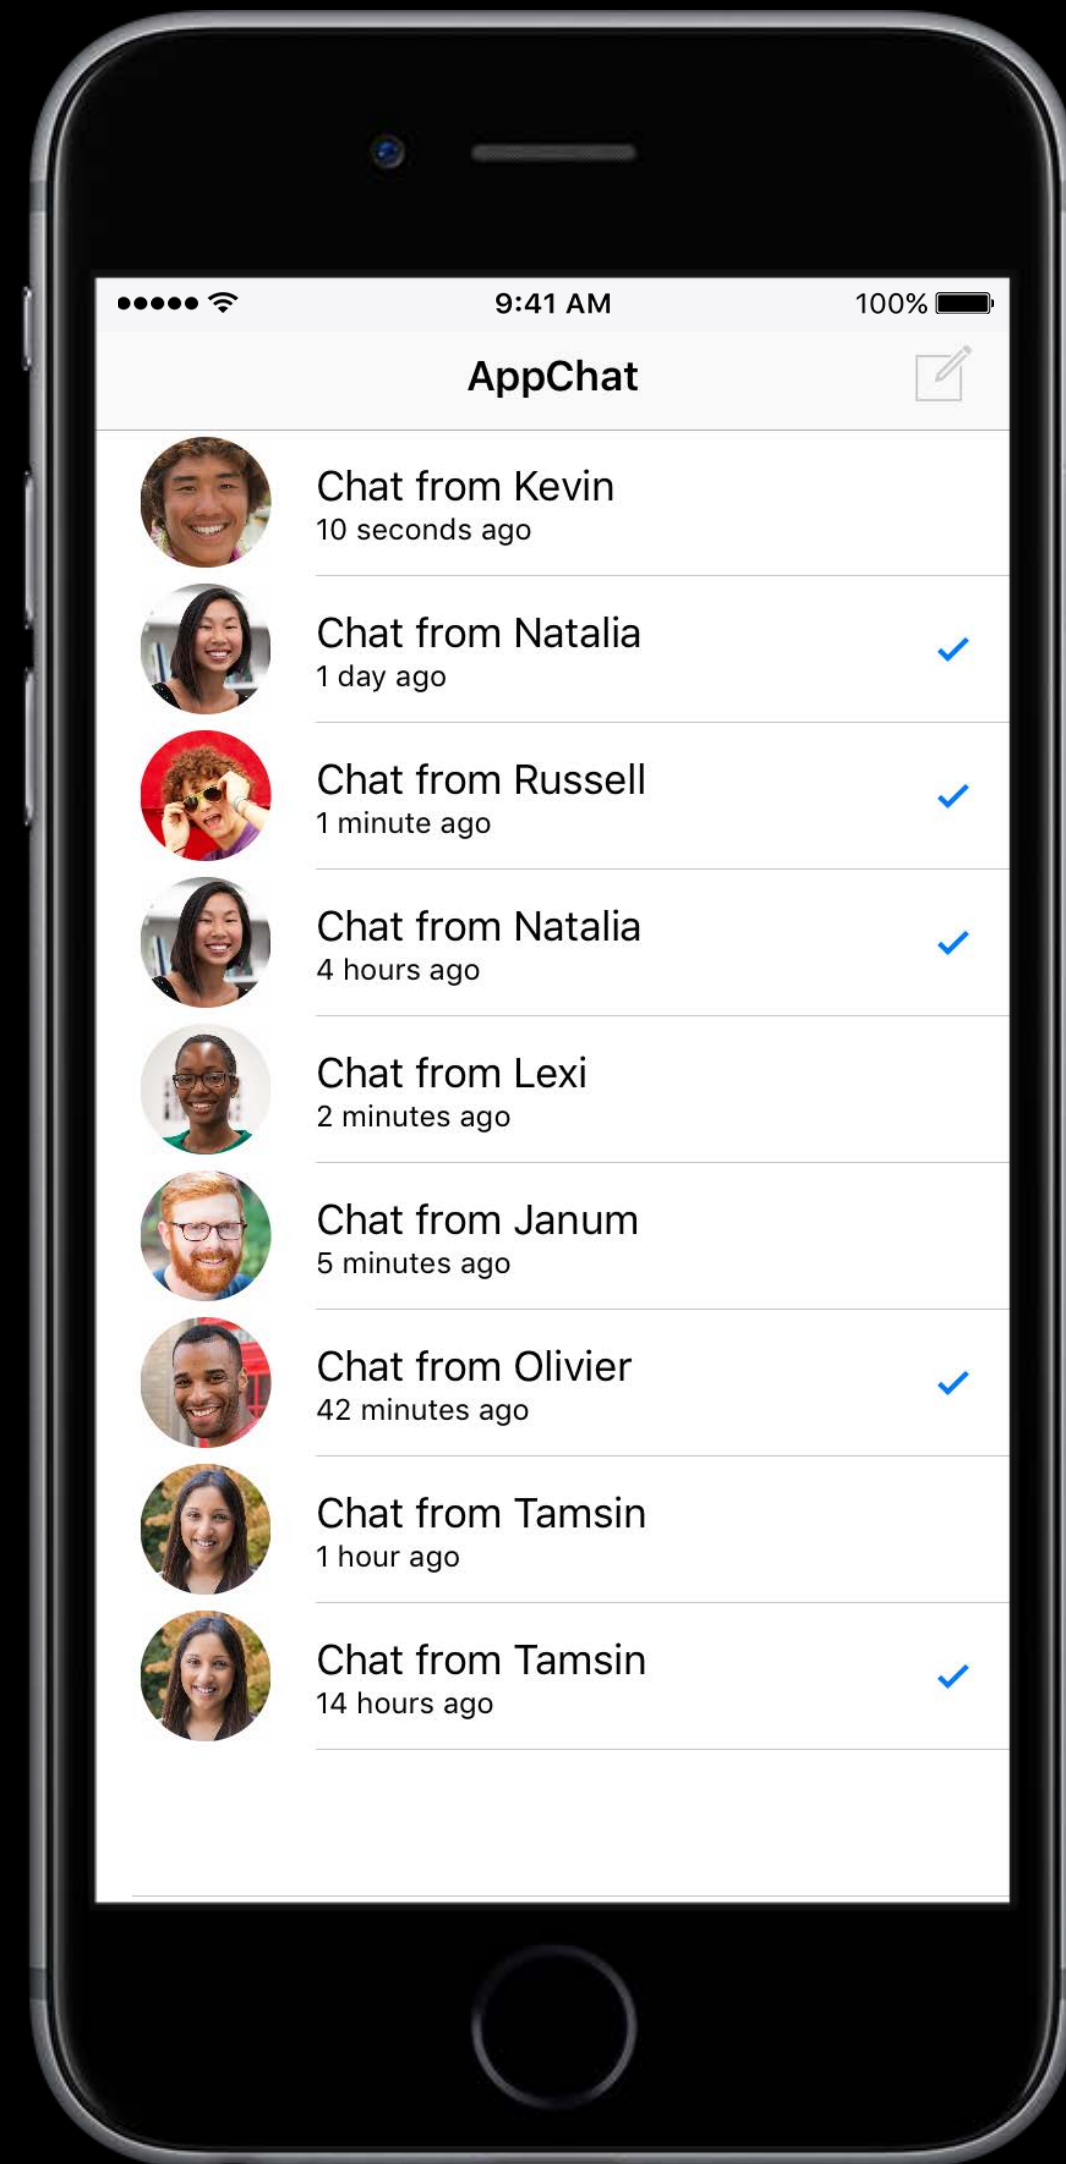 9:41 AM
100%
AppChat
Chat from Kevin
10 seconds ago
Chat from Natalia
1 day ago
Chat from Russell
1 minute ago
Chat from Natalia
4 hours ago
Chat from Lexi
2 minutes ago
Chat from Janum
5 minutes ago
Chat from Olivier
42 minutes ago
Chat from Tamsin
1 hour ago
Chat from Tamsin
14 hours ago